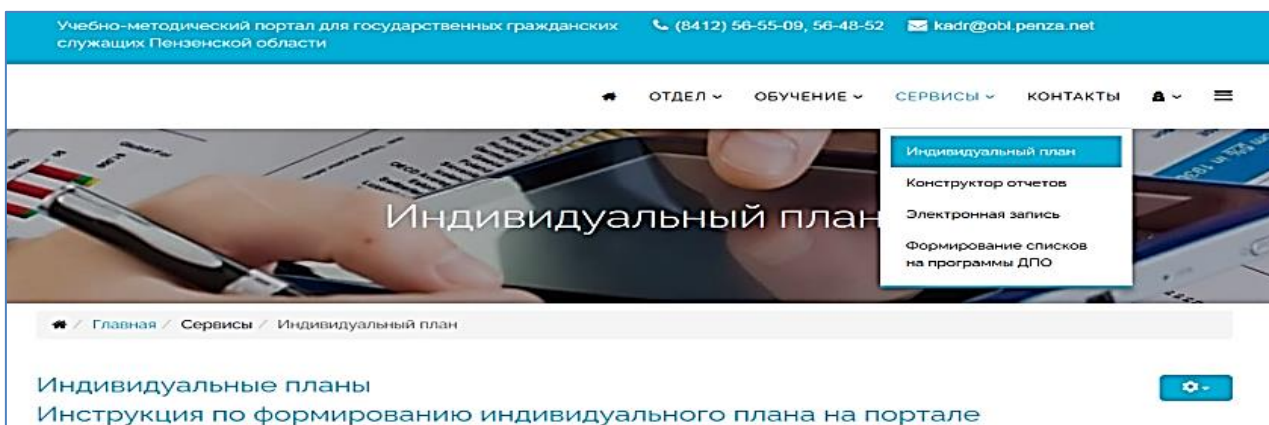 Учебно-методический портал для государственных гражданских
служащих Пензенской области
(8412) 56-55-09, 56-48-52
kadr@obl.penza.net
ОТДЕЛ
ОБУЧЕНИЕ
СЕРВИСЫ
КОНТАКТЫ
Индивидуальный план
Конструктор отчетов
Электронная запись
Формирование списков
на программы ДПО
Индивидуальный план
/ Главная / Сервисы / Индивидуальный план
Индивидуальные планы
Инструкция по формированию индивидуального плана на портале